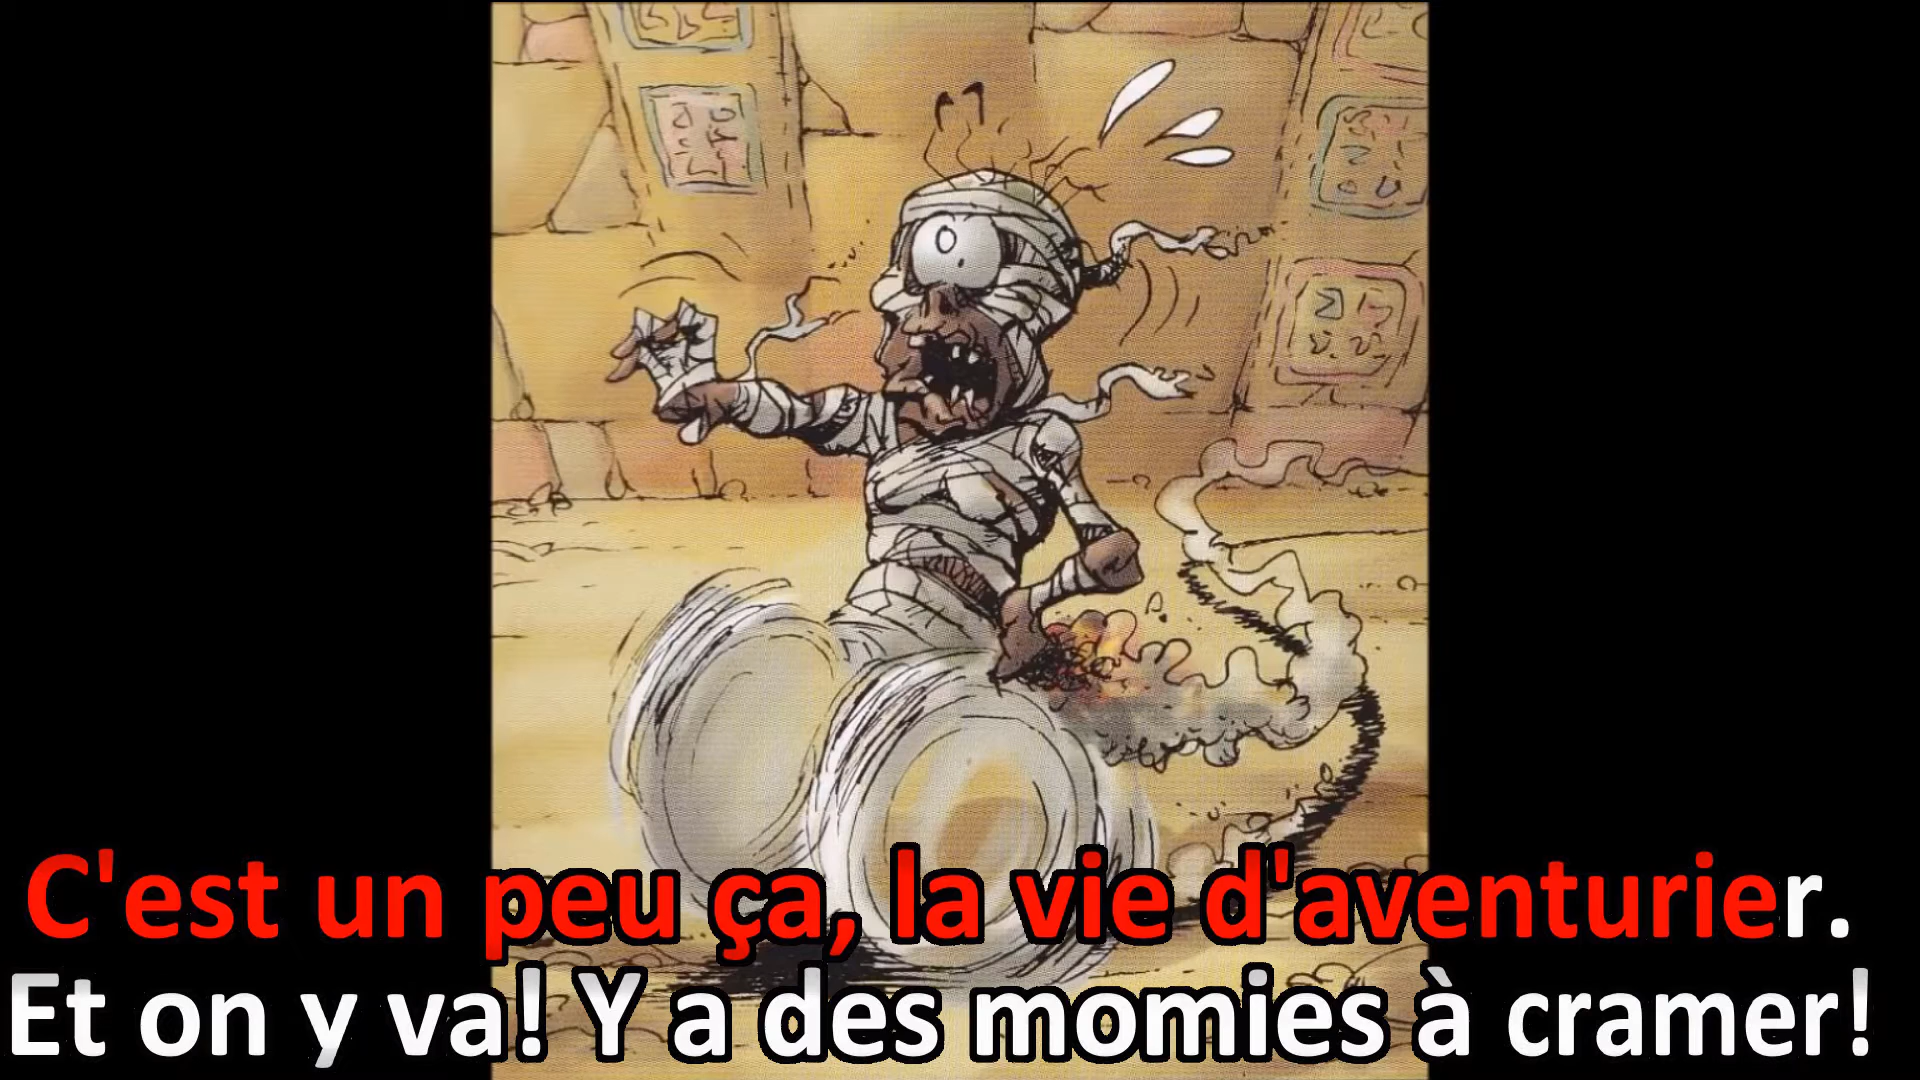 C'est un peu ça, la vie d'aventurier.
Et on y va! Y a des momies à cramer!